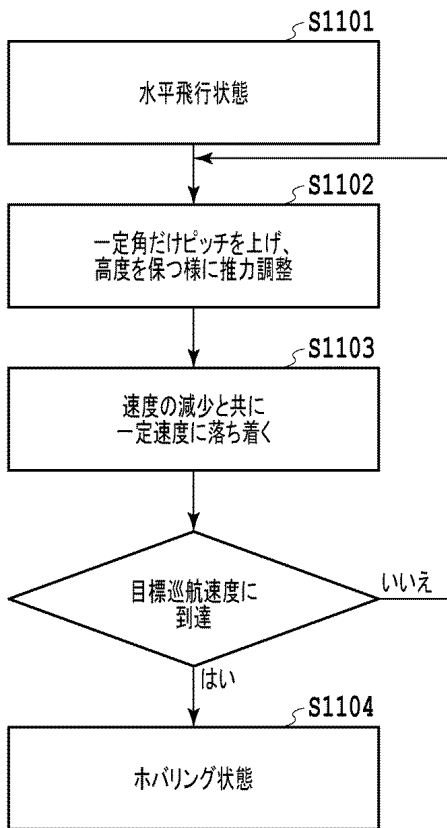 S1101
水平飛行状態
S1102
一定角だけピッチを上げ、
高度を保つ様に推力調整
S1103
速度の減少と共に
一定速度に落ち着く
目標巡航速度に
到達
いいえ
はい
S1104
ホバリング状態